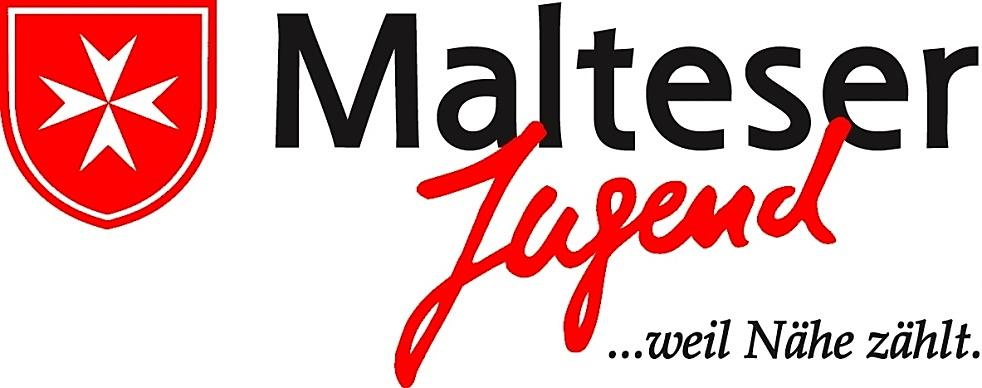 Malteser
Jugend
...weil Nähe zählt.